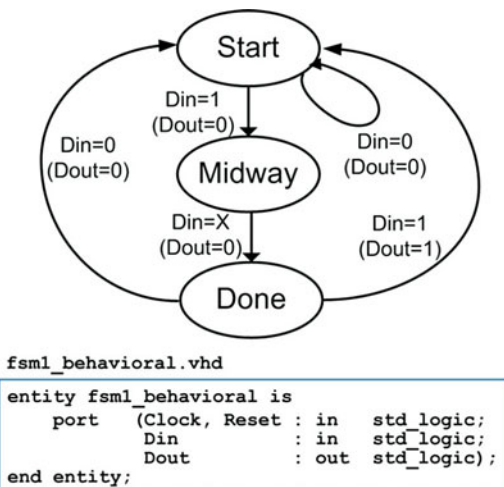 Start
Din=1
(Dout=0)
Din=0
(Dout=0)
Din=0
(Dout=0)
Midway
Din=X
(Dout=0)
Din=1
(Dout=1)
Done
fsm1_behavioral.vhd
entity fsm1_behavioral is
port (Clock, Reset : in std_logic;
Din : in std_logic;
Dout : out std_logic);
end entity;